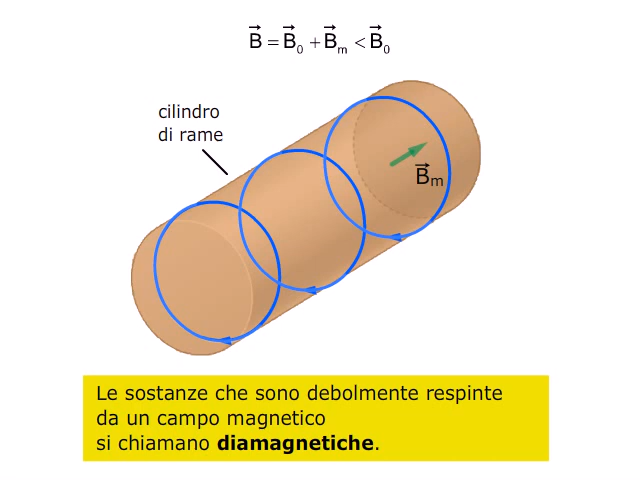 B⃗ = B⃗₀ + B⃗ₘ < B⃗₀
cilindro
di rame
B⃗ₘ
Le sostanze che sono debolmente respinte
da un campo magnetico
si chiamano diamagnetiche.